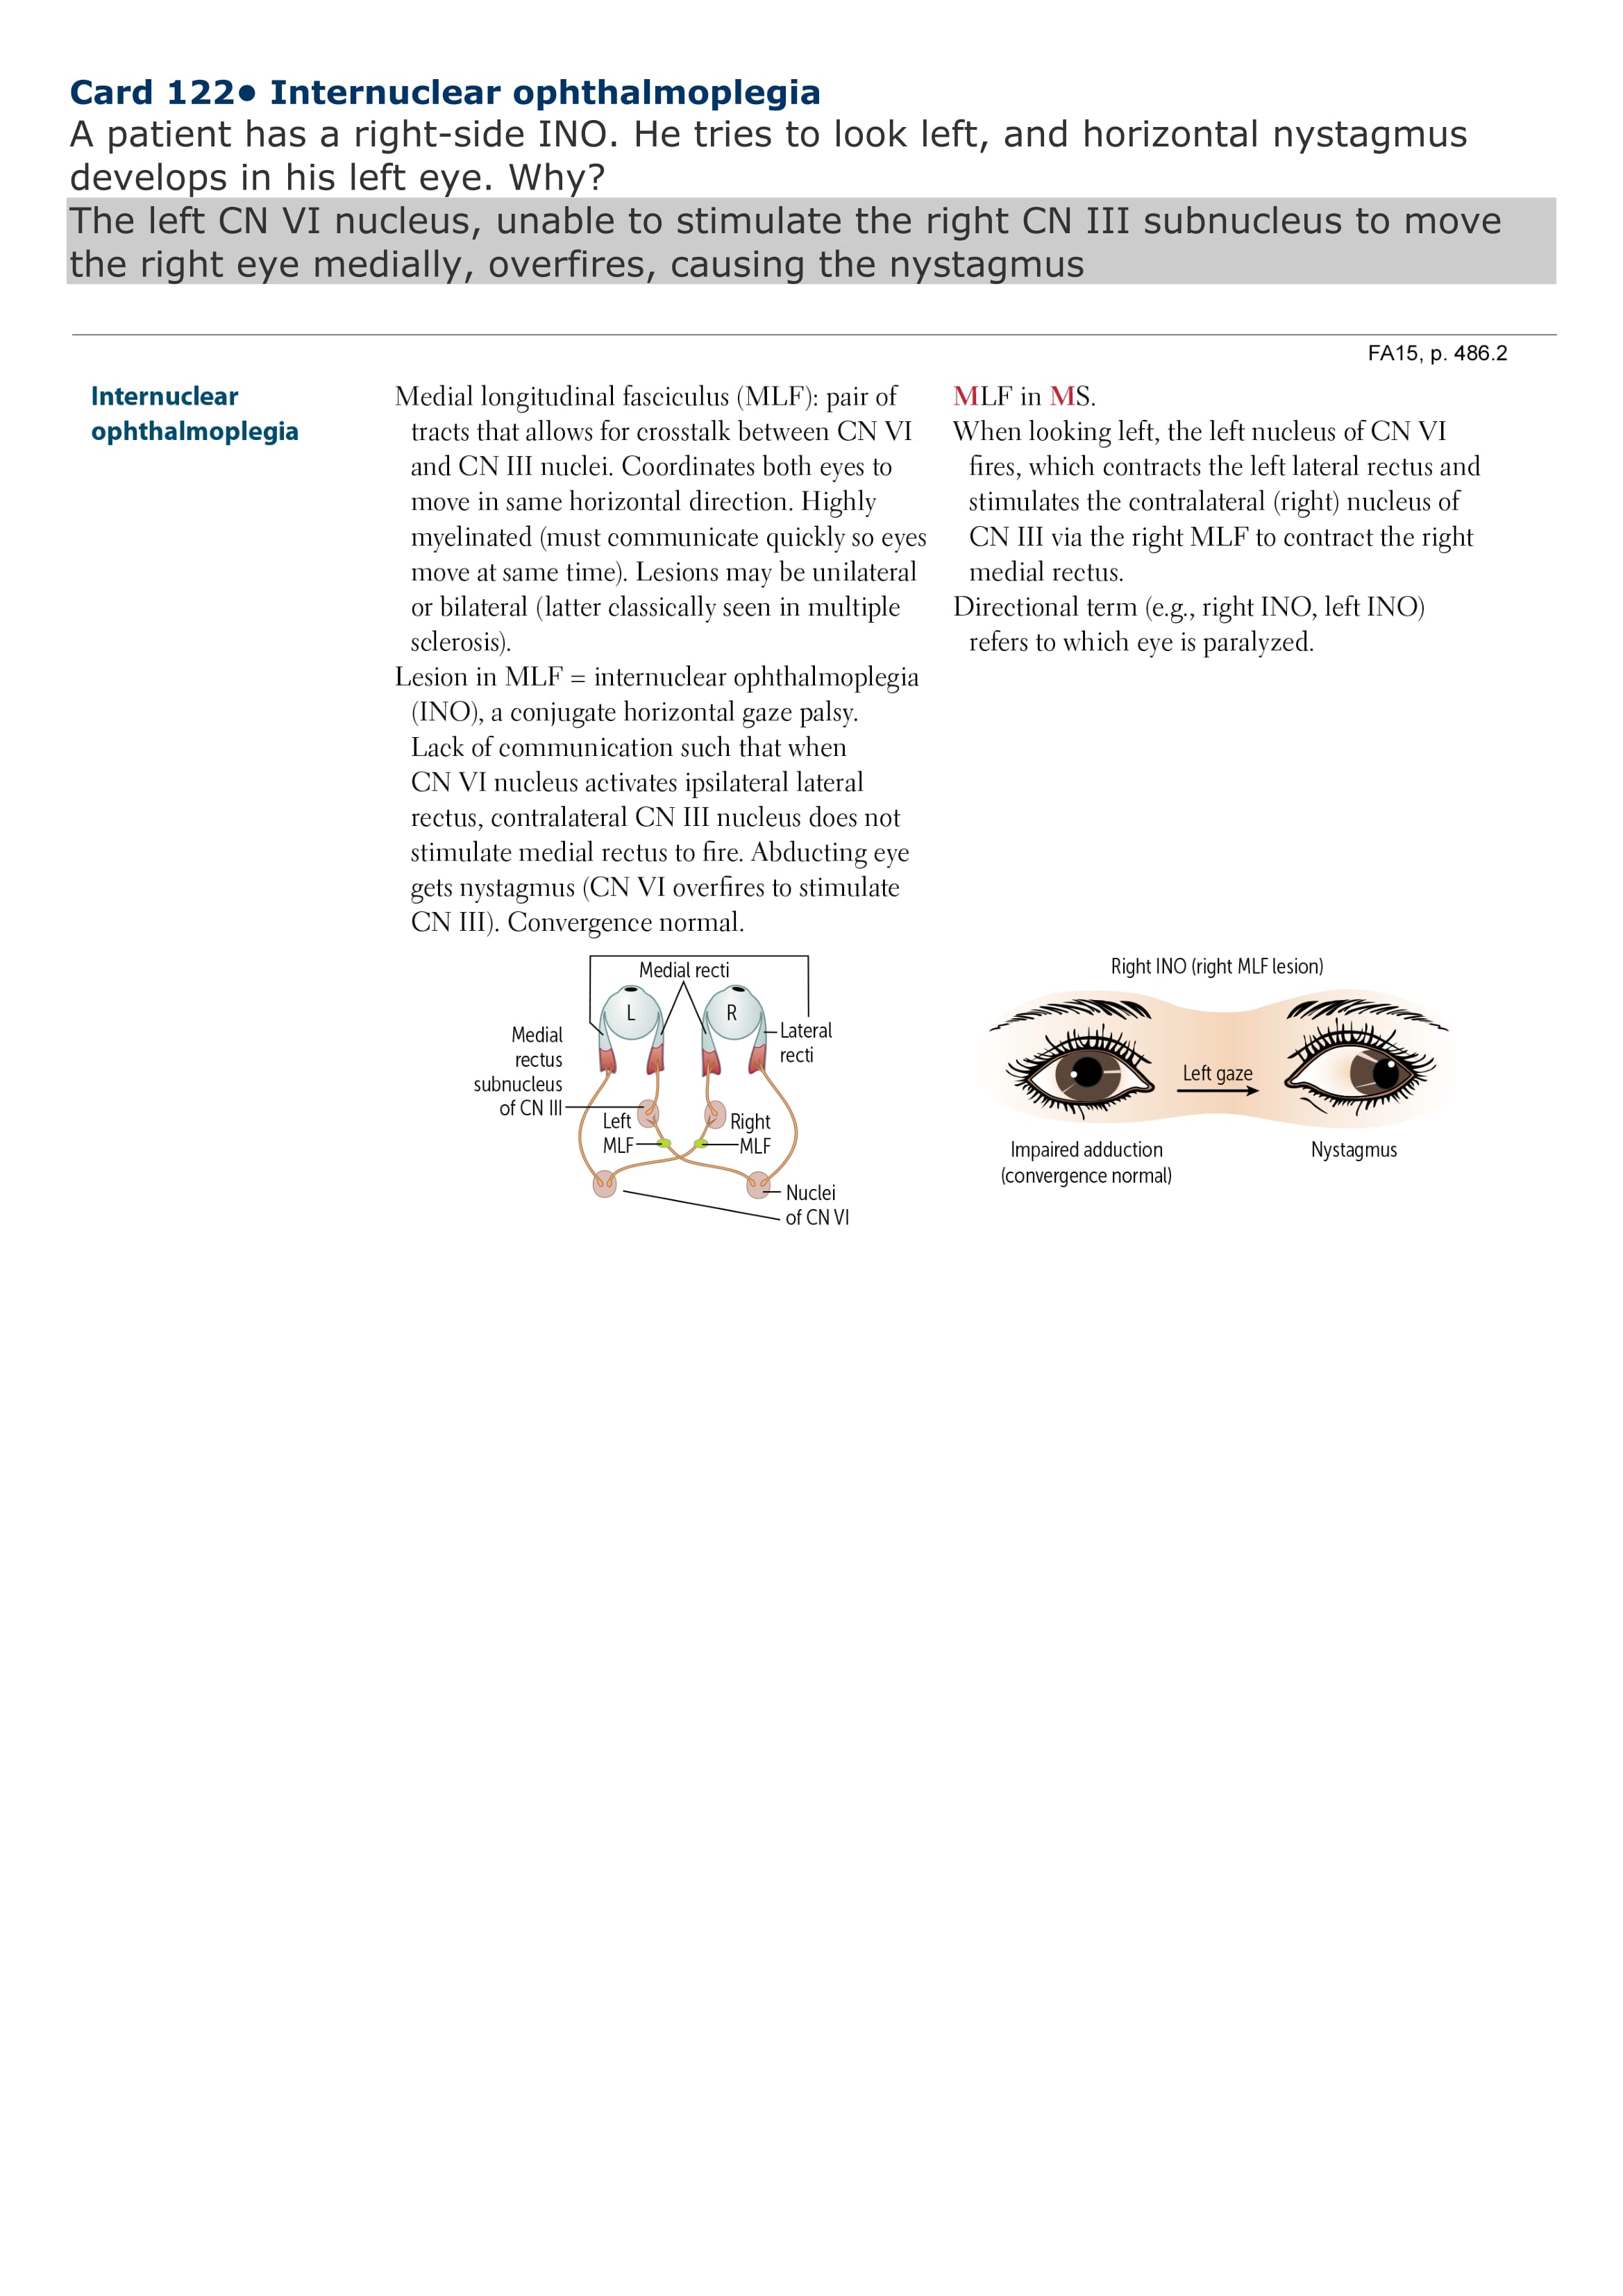 Card 122• Internuclear ophthalmoplegia
A patient has a right-side INO. He tries to look left, and horizontal nystagmus
develops in his left eye. Why?
The left CN VI nucleus, unable to stimulate the right CN III subnucleus to move
the right eye medially, overfires, causing the nystagmus
FA15, p. 486.2
Internuclear
ophthalmoplegia
Medial longitudinal fasciculus (MLF): pair of
tracts that allows for crosstalk between CN VI
and CN III nuclei. Coordinates both eyes to
move in same horizontal direction. Highly
myelinated (must communicate quickly so eyes
move at same time). Lesions may be unilateral
or bilateral (latter classically seen in multiple
sclerosis).
Lesion in MLF = internuclear ophthalmoplegia
(INO), a conjugate horizontal gaze palsy.
Lack of communication such that when
CN VI nucleus activates ipsilateral lateral
rectus, contralateral CN III nucleus does not
stimulate medial rectus to fire. Abducting eye
gets nystagmus (CN VI overfires to stimulate
CN III). Convergence normal.
MLF in MS.
When looking left, the left nucleus of CN VI
fires, which contracts the left lateral rectus and
stimulates the contralateral (right) nucleus of
CN III via the right MLF to contract the right
medial rectus.
Directional term (e.g., right INO, left INO)
refers to which eye is paralyzed.
Medial recti
L
R
Lateral
recti
Medial
rectus
subnucleus
of CN III
Left
MLF
Right
MLF
Nuclei
of CN VI
Right INO (right MLF lesion)
Left gaze
Impaired adduction
(convergence normal)
Nystagmus